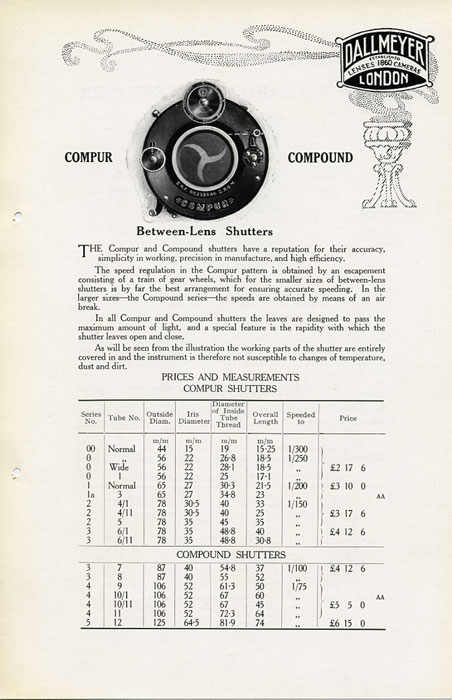 DALLMEYER
ESTABLISHED
LENSES 1860 CAMERAS
LONDON
COMPUR COMPOUND
COMPUR
Between-Lens Shutters
THE Compur and Compound shutters have a reputation for their accuracy,
simplicity in working, precision in manufacture, and high efficiency.
The speed regulation in the Compur pattern is obtained by an escapement
consisting of a train of gear wheels, which for the smaller sizes of between-lens
shutters is by far the best arrangement for ensuring accurate speeding. In the
larger sizes—the Compound series—the speeds are obtained by means of an air
break.
In all Compur and Compound shutters the leaves are designed to pass the
maximum amount of light, and a special feature is the rapidity with which the
shutter leaves open and close.
As will be seen from the illustration the working parts of the shutter are entirely
covered in and the instrument is therefore not susceptible to changes of temperature,
dust and dirt.
PRICES AND MEASUREMENTS
COMPUR SHUTTERS
Series No. Tube No. Outside Diam. Iris Diameter Diameter of Inside Tube Thread Overall Length Speeded to Price
m/m m/m m/m m/m
00 Normal 44 15 19 15·25 1/300
0 ,, 56 22 26·8 18·5 1/250
0 Wide 56 22 28·1 18·5 ,, £2 17 6
0 1 56 22 25 17·1 ,,
1 Normal 65 27 30·3 21·5 1/200 £3 10 0
1a 3 65 27 34·8 23 ,, AA
2 4/1 78 30·5 40 33 1/150
2 4/11 78 30·5 40 25 ,, £3 17 6
2 5 78 35 45 35 ,,
3 6/1 78 35 48·8 40 ,, £4 12 6
3 6/11 78 35 48·8 30·8 ,,
COMPOUND SHUTTERS
3 7 87 40 54·8 37 1/100 £4 12 6
3 8 87 40 55 52 ,,
4 9 106 52 61·3 50 1/75
4 10/1 106 52 67 60 ,, AA
4 10/11 106 52 67 45 ,, £5 5 0
4 11 106 52 72·3 64 ,,
5 12 125 64·5 81·9 74 ,, £6 15 0